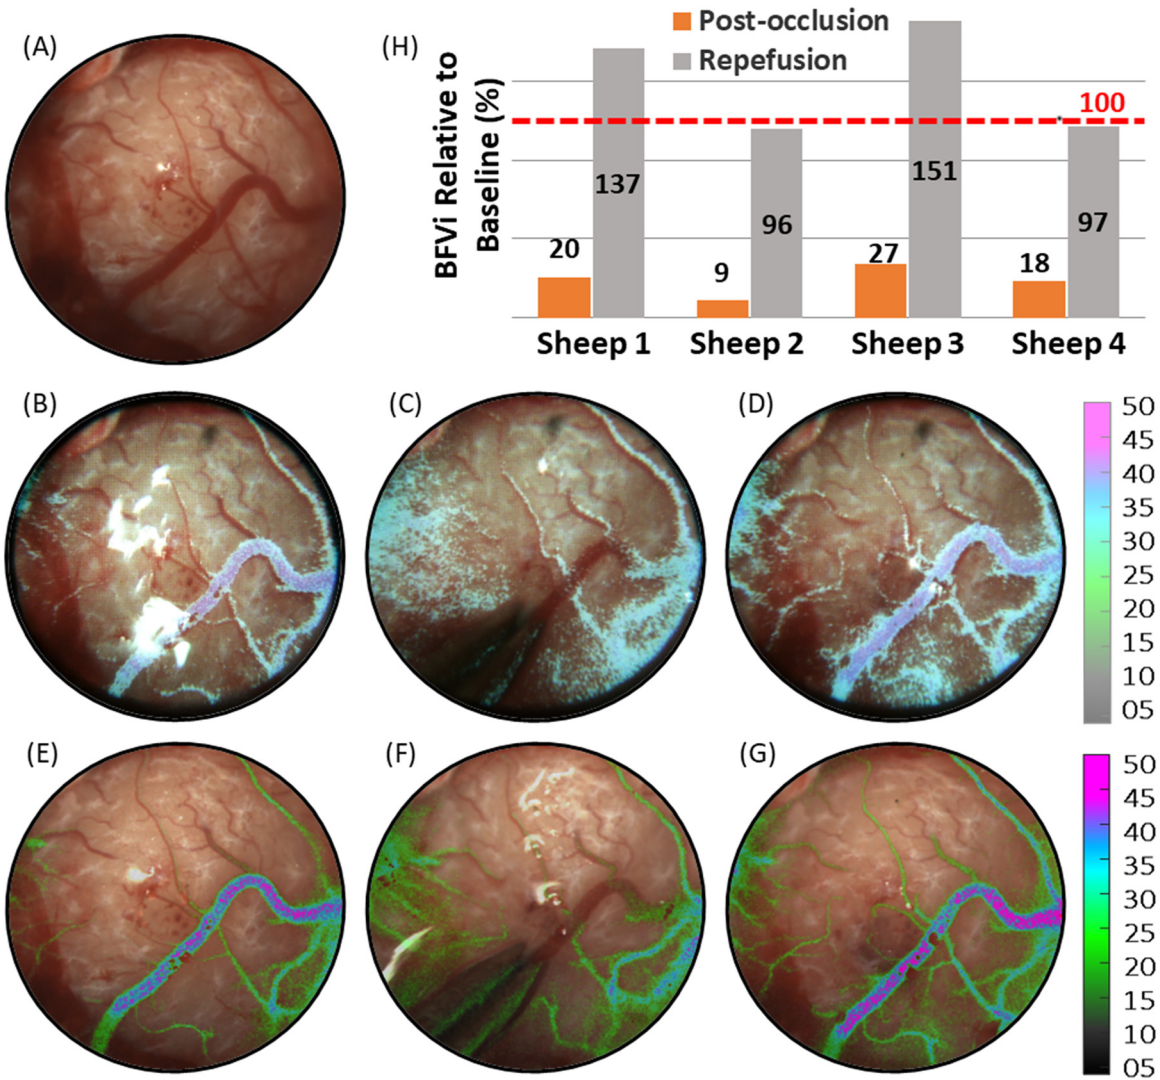 (A)
(H)
BFVi Relative to
Baseline (%)
Post-occlusion
Repefusion
100
137
151
96
97
20
9
27
18
Sheep 1
Sheep 2
Sheep 3
Sheep 4
(B)
(C)
(D)
50
45
40
35
30
25
20
15
10
05
(E)
(F)
(G)
50
45
40
35
30
25
20
15
10
05